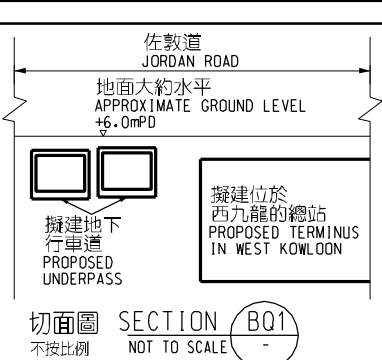 佐敦道
JORDAN ROAD
地面大約水平
APPROXIMATE GROUND LEVEL
+6.0mPD
擬建地下
行車道
PROPOSED
UNDERPASS
擬建位於
西九龍的總站
PROPOSED TERMINUS
IN WEST KOWLOON
切面圖 SECTION BQ1
不按比例 NOT TO SCALE -